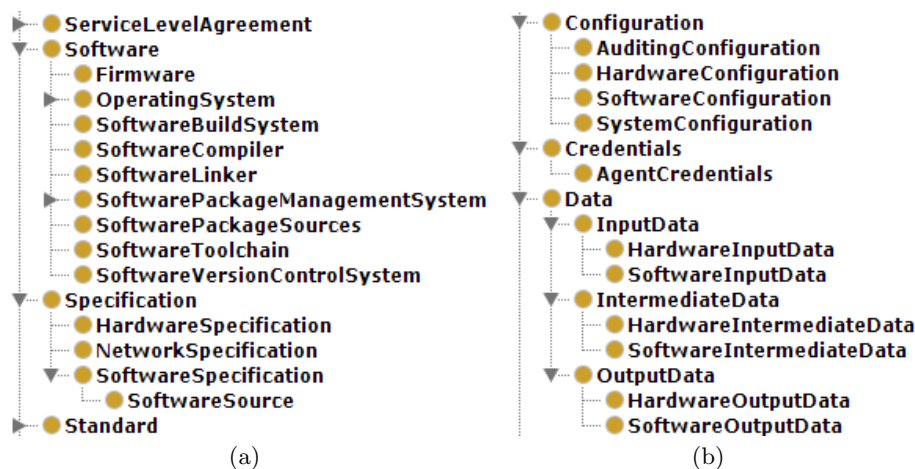 ServiceLevelAgreement
Software
Firmware
OperatingSystem
SoftwareBuildSystem
SoftwareCompiler
SoftwareLinker
SoftwarePackageManagementSystem
SoftwarePackageSources
SoftwareToolchain
SoftwareVersionControlSystem
Specification
HardwareSpecification
NetworkSpecification
SoftwareSpecification
SoftwareSource
Standard
(a)
Configuration
AuditingConfiguration
HardwareConfiguration
SoftwareConfiguration
SystemConfiguration
Credentials
AgentCredentials
Data
InputData
HardwareInputData
SoftwareInputData
IntermediateData
HardwareIntermediateData
SoftwareIntermediateData
OutputData
HardwareOutputData
SoftwareOutputData
(b)